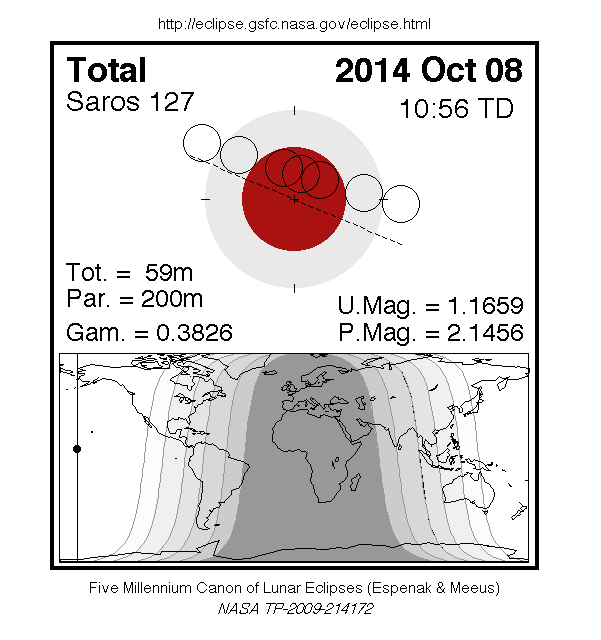 http://eclipse.gsfc.nasa.gov/eclipse.html
Total 2014 Oct 08
Saros 127 10:56 TD
Tot. = 59m
Par. = 200m U.Mag. = 1.1659
Gam. = 0.3826 P.Mag. = 2.1456
Five Millennium Canon of Lunar Eclipses (Espenak & Meeus)
NASA TP-2009-214172